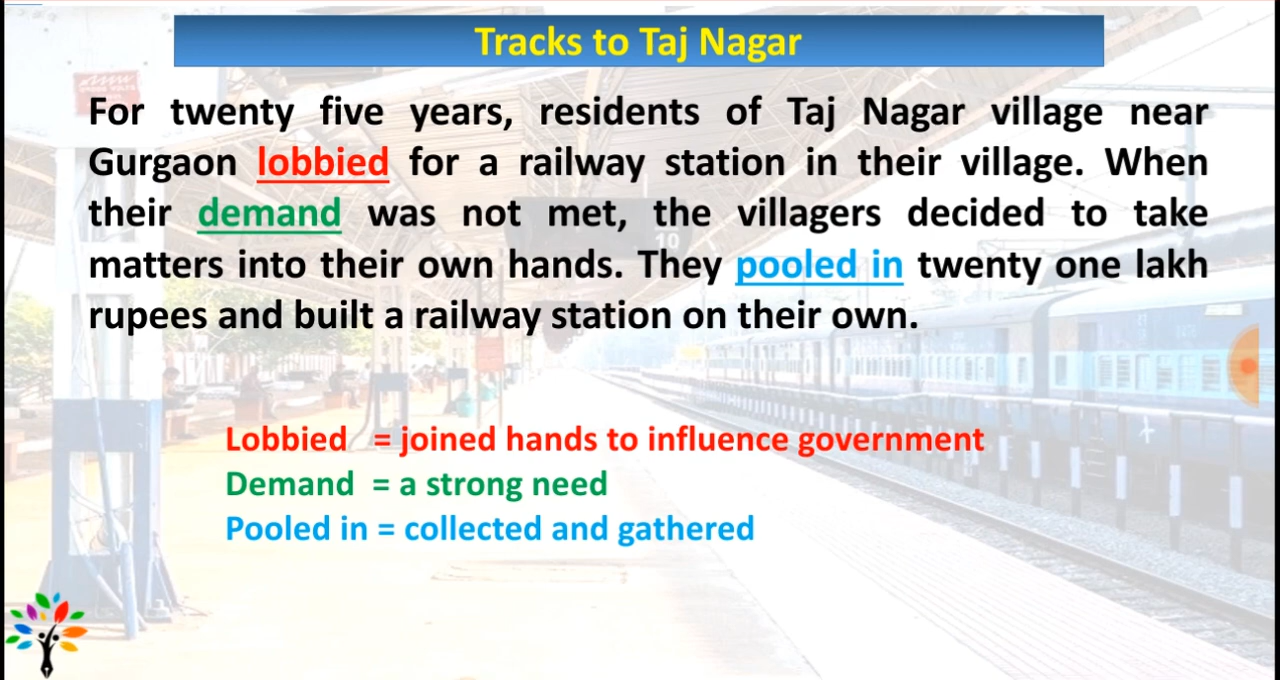 Tracks to Taj Nagar
For twenty five years, residents of Taj Nagar village near
Gurgaon lobbied for a railway station in their village. When
their demand was not met, the villagers decided to take
matters into their own hands. They pooled in twenty one lakh
rupees and built a railway station on their own.
Lobbied = joined hands to influence government
Demand = a strong need
Pooled in = collected and gathered
10